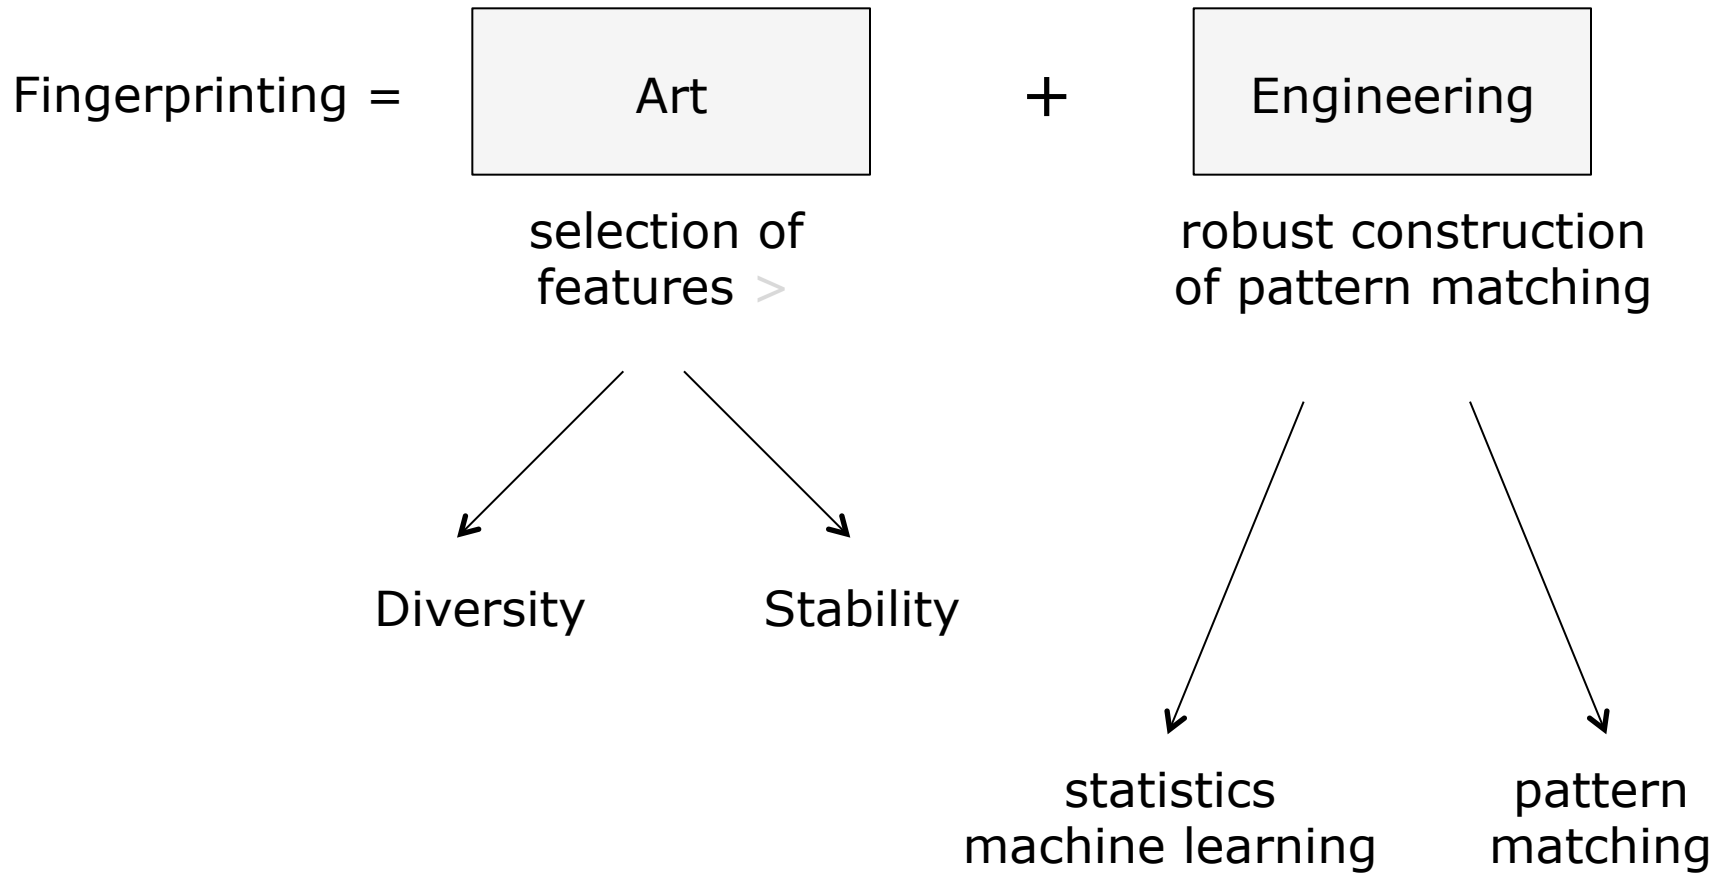 Fingerprinting = Art + Engineering
selection of
features >
robust construction
of pattern matching
Diversity
Stability
statistics
machine learning
pattern
matching